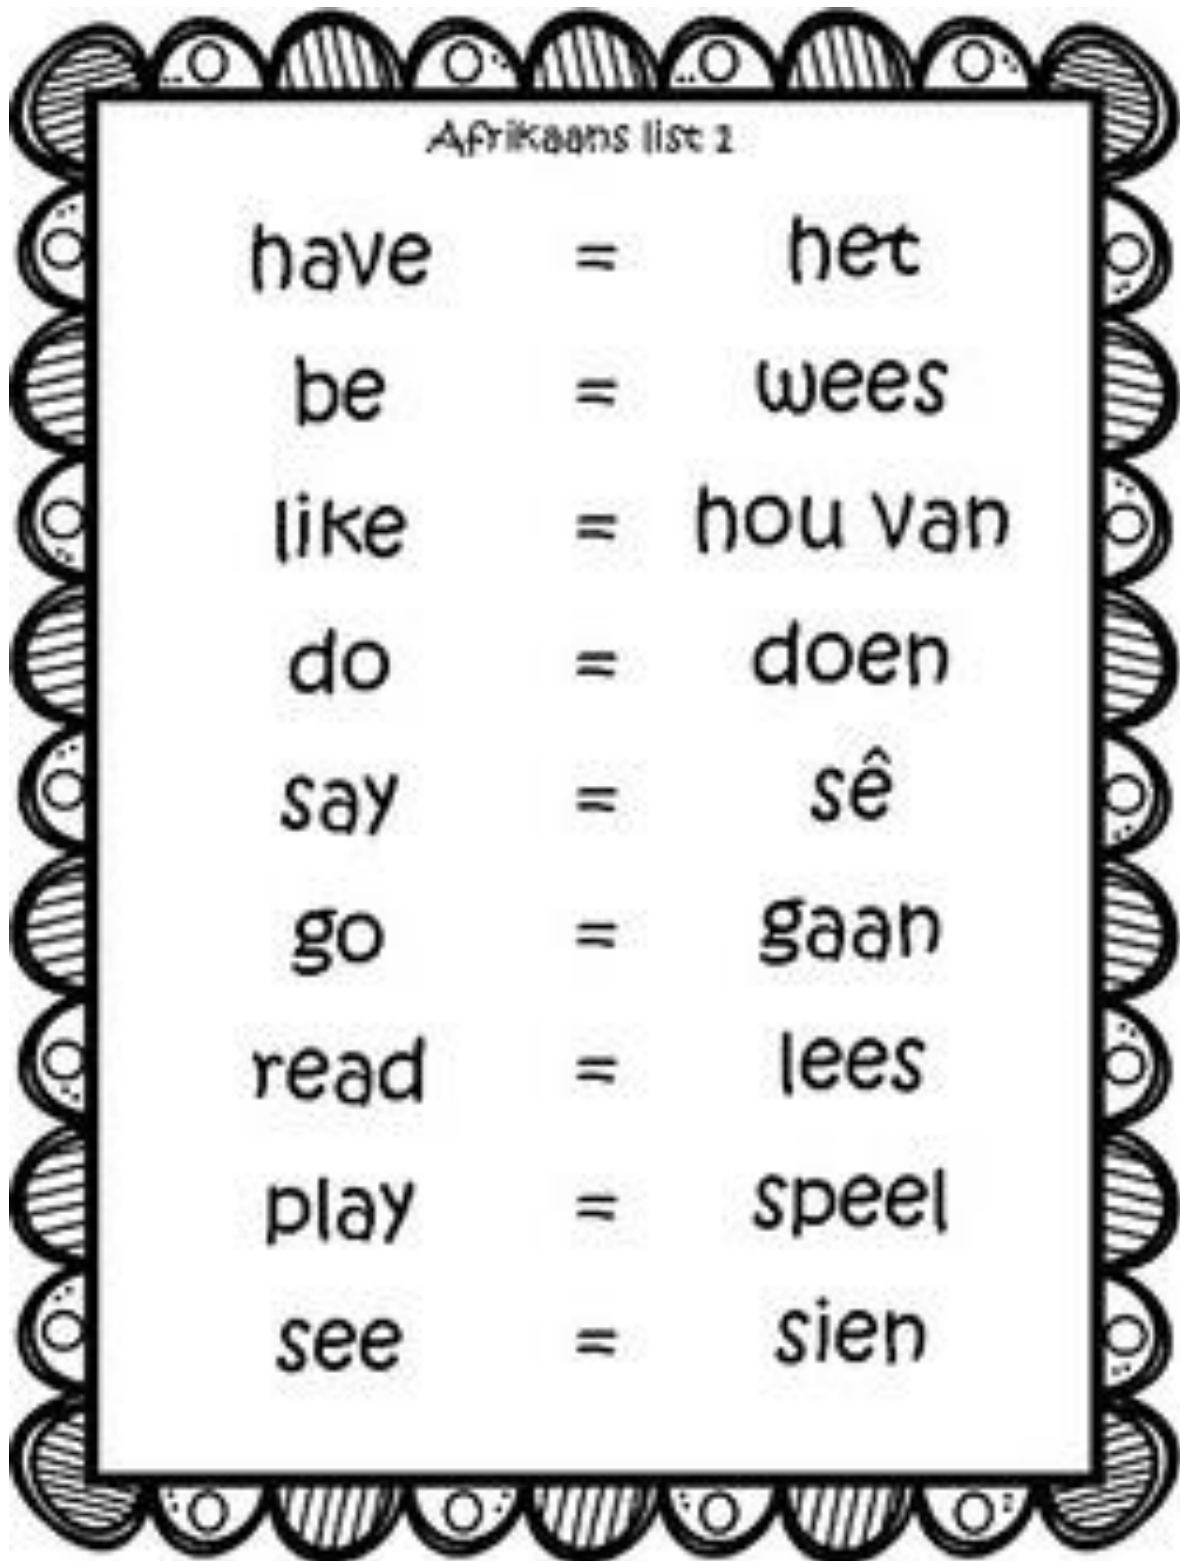 Afrikaans list 2
have = het
be = wees
like = hou van
do = doen
say = sê
go = gaan
read = lees
play = speel
see = sien